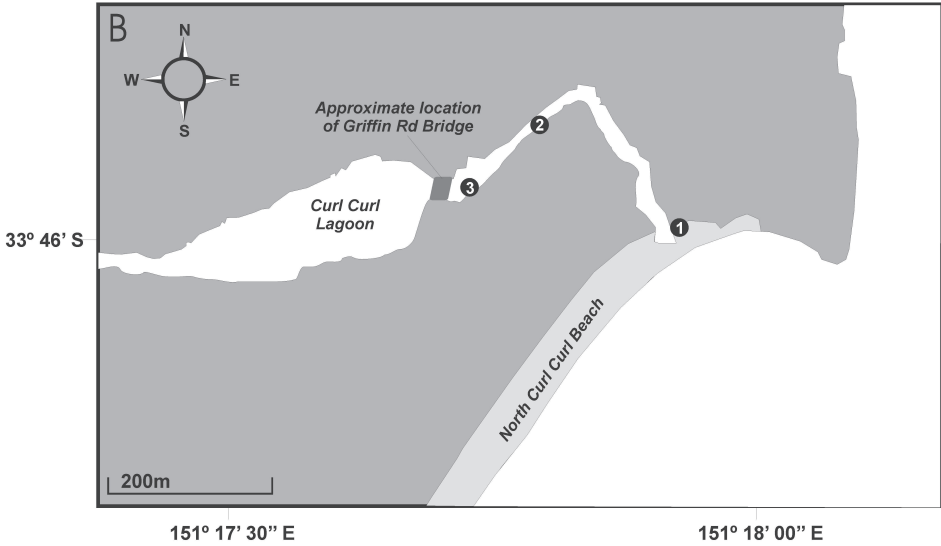 B
N
W E
S
Approximate location
of Griffin Rd Bridge
2
3
Curl Curl
Lagoon
1
33º 46’ S
North Curl Curl Beach
200m
151º 17’ 30” E
151º 18’ 00” E